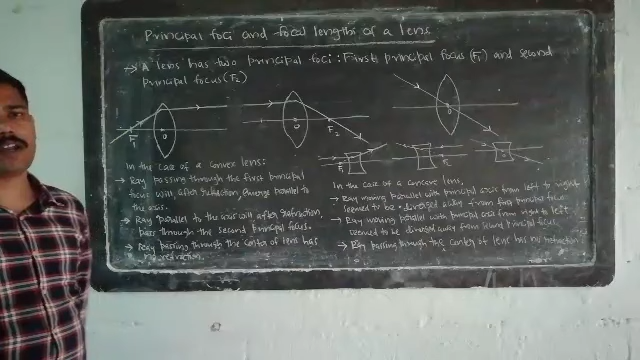 Principal foci and focal length of a lens
→ A lens has two principal foci: First principal focus (F1) and second
principal focus (F2)
F1
O
O
F2
O
In the case of a convex lens:
→ Ray passing through the first principal
focus will, after refraction, emerge parallel to
the axis.
→ Ray parallel to the axis will after refraction,
pass through the second principal focus.
→ Ray passing through the center of lens has
no refraction.
F1
F2
In the case of a concave lens,
→ Ray moving parallel with principal axis from left to right
seemed to be diverged away from first principal focus
→ Ray moving parallel with principal axis from right to left
seemed to be diverged away from second principal focus.
→ Ray passing through the center of lens has no refraction